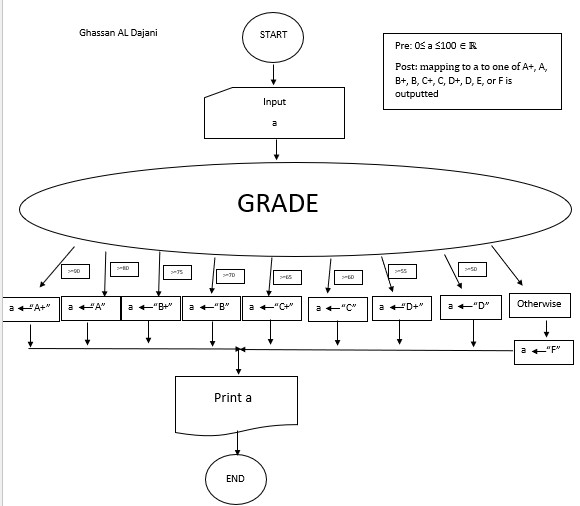 Ghassan AL Dajani
START
Pre: 0≤ a ≤100 ∈ ℝ
Post: mapping to a to one of A+, A,
B+, B, C+, C, D+, D, E, or F is
outputted
Input
a
GRADE
>=90
>=80
>=75
>=70
>=65
>=60
>=55
>=50
a ←"A+"
a ←"A"
a ←"B+"
a ←"B"
a ←"C+"
a ←"C"
a ←"D+"
a ←"D"
Otherwise
a ←"F"
Print a
END